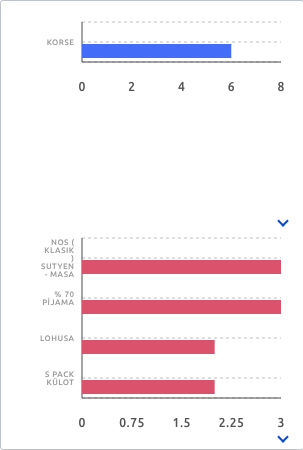 KORSE
0 2 4 6 8
NOS (
KLASIK
)
SUTYEN
- MASA
% 70
PİJAMA
LOHUSA
S PACK
KÜLOT
0 0.75 1.5 2.25 3